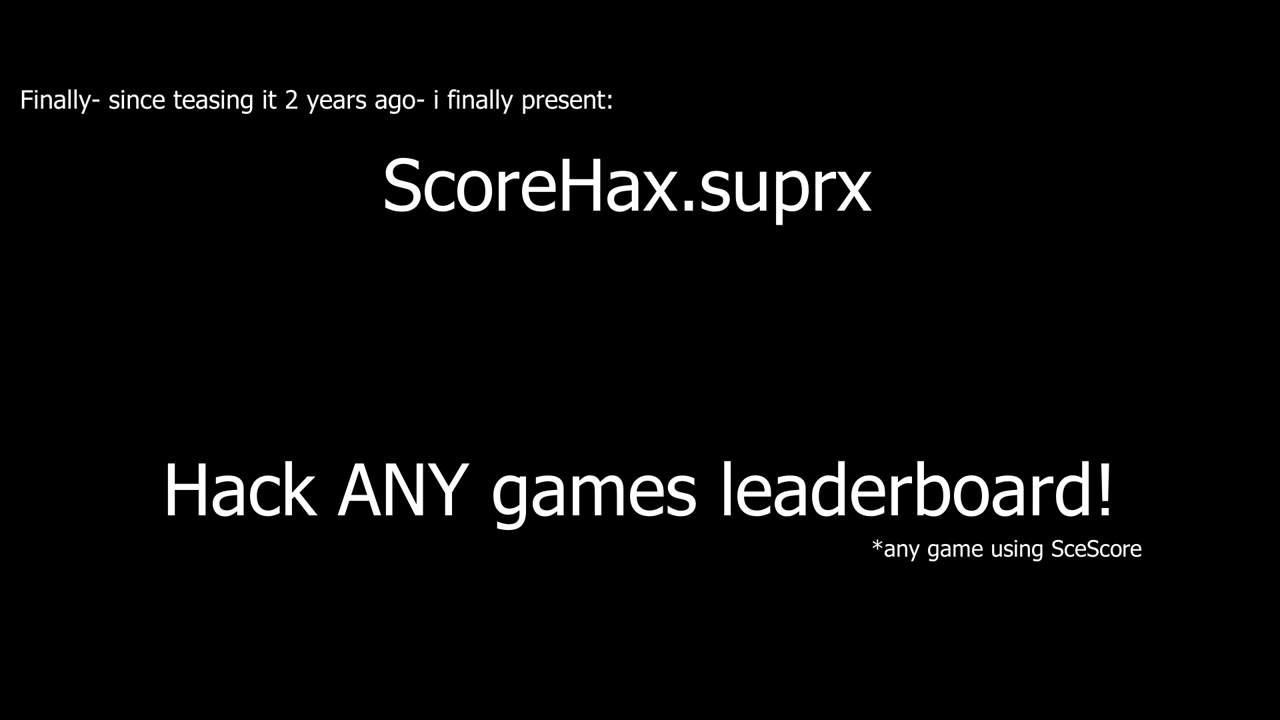 Finally- since teasing it 2 years ago- i finally present:
ScoreHax.suprx
Hack ANY games leaderboard!
*any game using SceScore